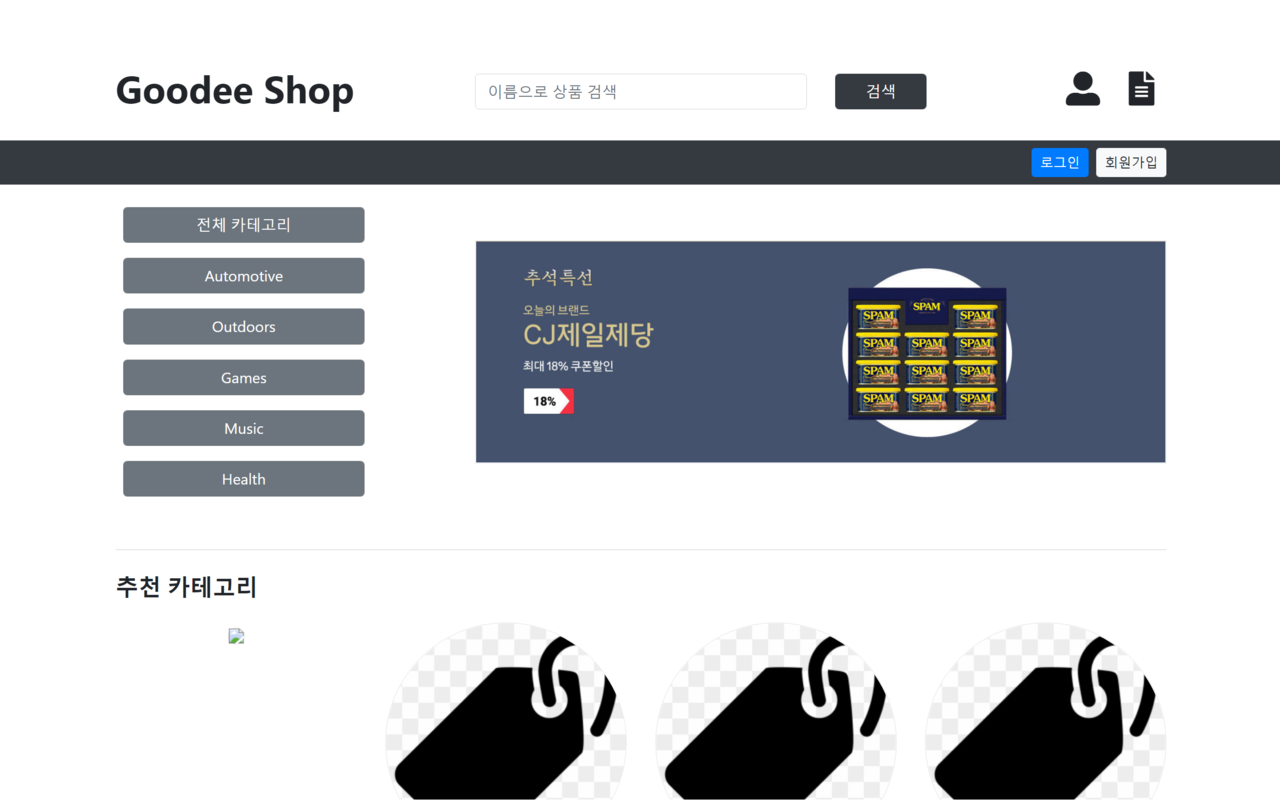 Goodee Shop
이름으로 상품 검색
검색
로그인
회원가입
전체 카테고리
Automotive
Outdoors
Games
Music
Health
추석특선
오늘의 브랜드
CJ제일제당
최대 18% 쿠폰할인
18%
SPAM
SPAM SPAM
SPAM SPAM SPAM
SPAM SPAM SPAM
SPAM SPAM SPAM
추천 카테고리